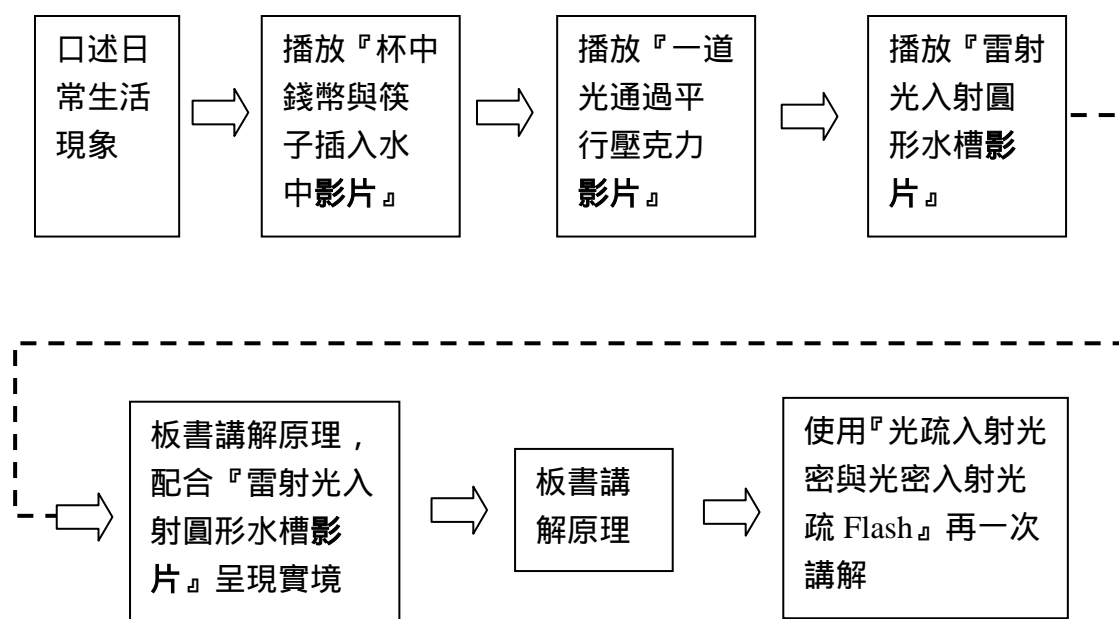 口述日
常生活
現象
播放『杯中
錢幣與筷
子插入水
中影片』
播放『一道
光通過平
行壓克力
影片』
播放『雷射
光入射圓
形水槽影
片』
板書講解原理，
配合『雷射光入
射圓形水槽影
片』呈現實境
板書講
解原理
使用『光疏入射光
密與光密入射光
疏 Flash』再一次
講解